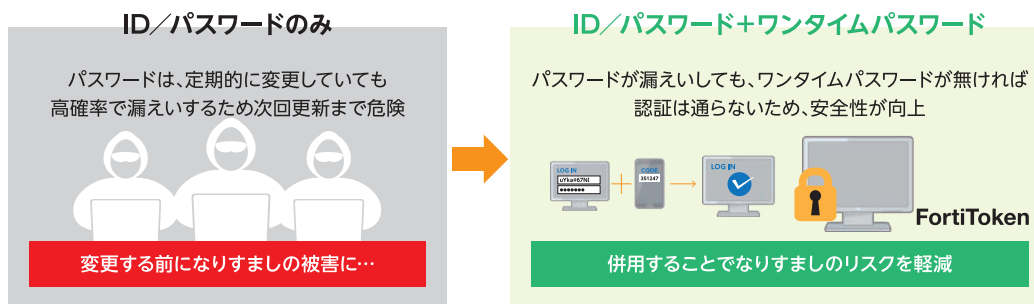 ID／パスワードのみ
パスワードは、定期的に変更していても
高確率で漏えいするため次回更新まで危険
変更する前になりすましの被害に…
ID／パスワード＋ワンタイムパスワード
パスワードが漏えいしても、ワンタイムパスワードが無ければ
認証は通らないため、安全性が向上
LOG IN
uYka#67NI
●●●●●●●
+
CODE
351247
LOG IN
FortiToken
併用することでなりすましのリスクを軽減